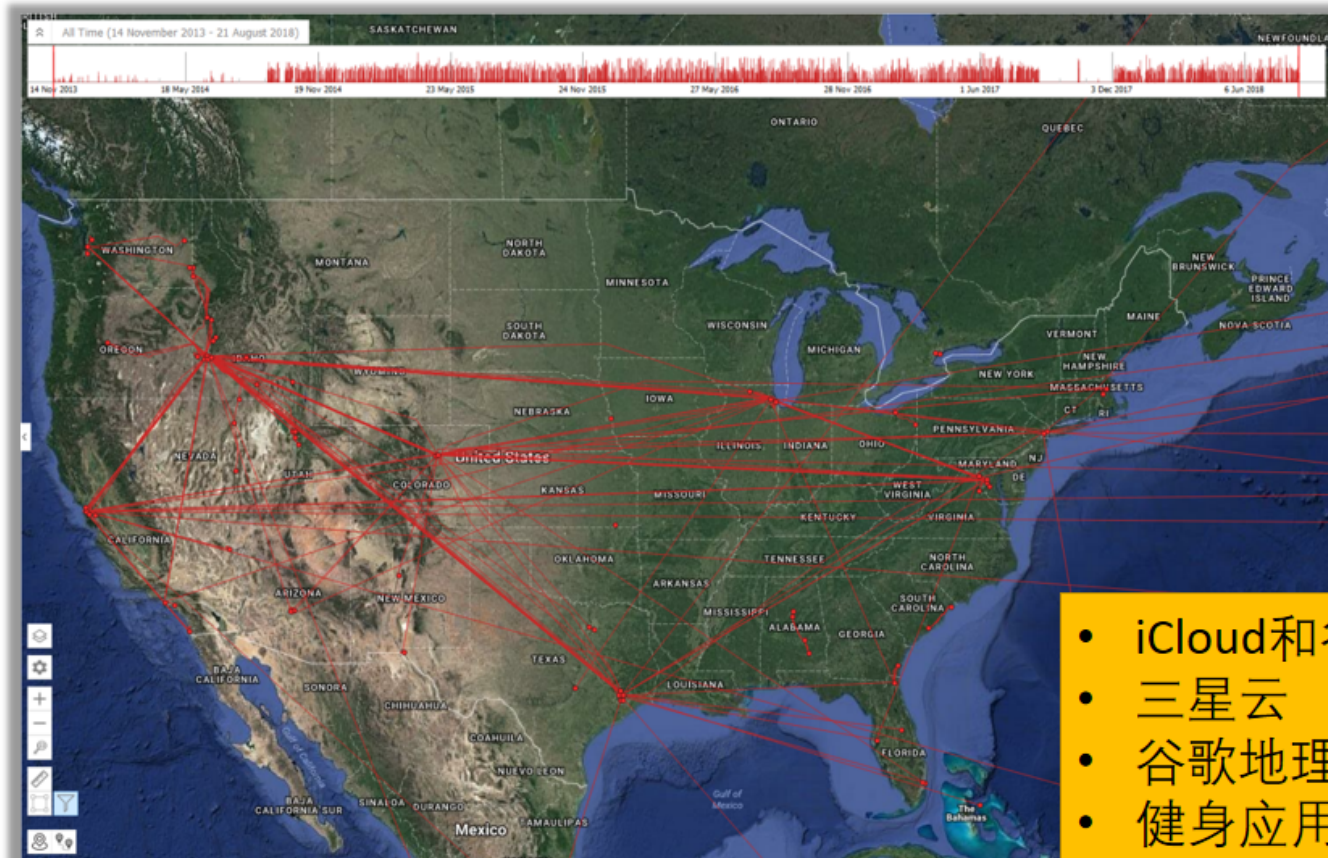 SASKATCHEWAN
All Time (14 November 2013 - 21 August 2018)
NEWFOUNDLA
14 Nov 2013 18 May 2014 19 Nov 2014 23 May 2015 24 Nov 2015 27 May 2016 28 Nov 2016 1 Jun 2017 3 Dec 2017 6 Jun 2018
ONTARIO
QUEBEC
WASHINGTON
MONTANA
NORTH
DAKOTA
MINNESOTA
NEW
BRUNSWICK
PRINCE
EDWARD
ISLAND
MAINE
NOVA SCOTIA
OREGON
IDAHO
SOUTH
DAKOTA
WISCONSIN
MICHIGAN
VERMONT
NEW
HAMPSHIRE
WYOMING
NEW YORK
MASSACHUSETTS
IOWA
NEBRASKA
CT
RI
PENNSYLVANIA
NEVADA
UTAH
United States
ILLINOIS
INDIANA
OHIO
MARYLAND
NJ
DE
COLORADO
KANSAS
MISSOURI
WEST
VIRGINIA
KENTUCKY
VIRGINIA
CALIFORNIA
OKLAHOMA
TENNESSEE
NORTH
CAROLINA
ARIZONA
NEW MEXICO
ARKANSAS
SOUTH
CAROLINA
MISSISSIPPI
ALABAMA
GEORGIA
TEXAS
LOUISIANA
BAJA
CALIFORNIA
SONORA
CHIHUAHUA
Gulf of California
COAHUILA
NUEVO LEON
FLORIDA
BAJA
CALIFORNIA SUR
SINALOA
DURANGO
TAMAULIPAS
Gulf of
Mexico
The
Bahamas
Mexico
• iCloud和
• 三星云
• 谷歌地理
• 健身应用